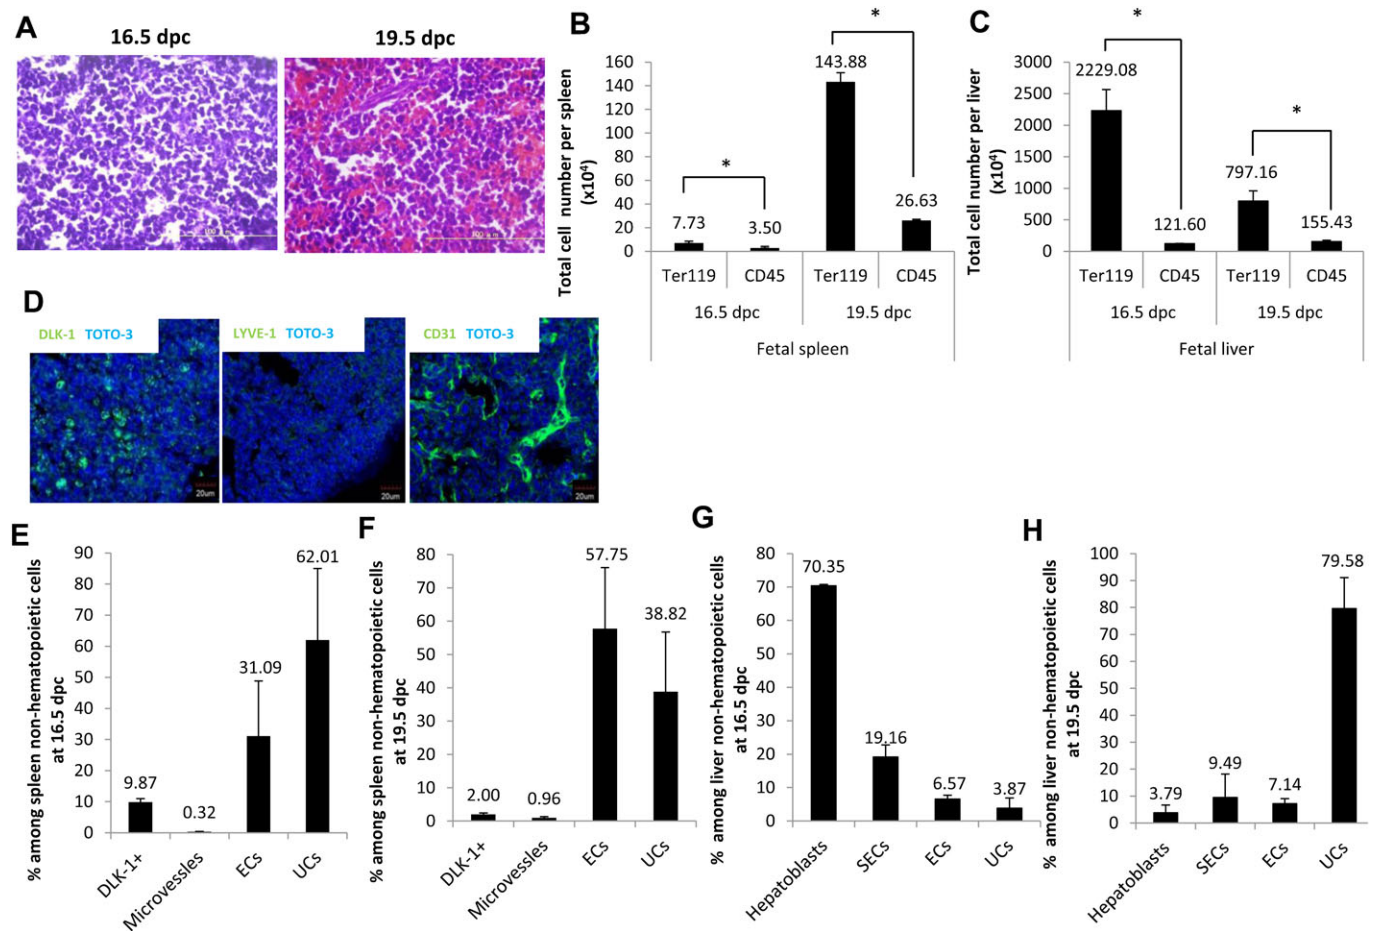 A
16.5 dpc
19.5 dpc
100 µm
B
Total cell number per spleen
(x10⁴)
160
140
120
100
80
60
40
20
0
*
*
7.73
3.50
143.88
26.63
Ter119
CD45
Ter119
CD45
16.5 dpc
19.5 dpc
Fetal spleen
C
Total cell number per liver
(x10⁴)
3000
2500
2000
1500
1000
500
0
*
*
2229.08
121.60
797.16
155.43
Ter119
CD45
Ter119
CD45
16.5 dpc
19.5 dpc
Fetal liver
D
DLK-1 TOTO-3
20um
LYVE-1 TOTO-3
20um
CD31 TOTO-3
20um
E
% among spleen non-hematopoietic cells
at 16.5 dpc
90
80
70
60
50
40
30
20
10
0
9.87
0.32
31.09
62.01
DLK-1+
Microvessles
ECs
UCs
F
% among spleen non-hematopoietic cells
at 19.5 dpc
80
70
60
50
40
30
20
10
0
2.00
0.96
57.75
38.82
DLK-1+
Microvessles
ECs
UCs
G
% among liver non-hematopoietic cells
at 16.5 dpc
80
70
60
50
40
30
20
10
0
70.35
19.16
6.57
3.87
Hepatoblasts
SECs
ECs
UCs
H
% among liver non-hematopoietic cells
at 19.5 dpc
100
90
80
70
60
50
40
30
20
10
0
3.79
9.49
7.14
79.58
Hepatoblasts
SECs
ECs
UCs